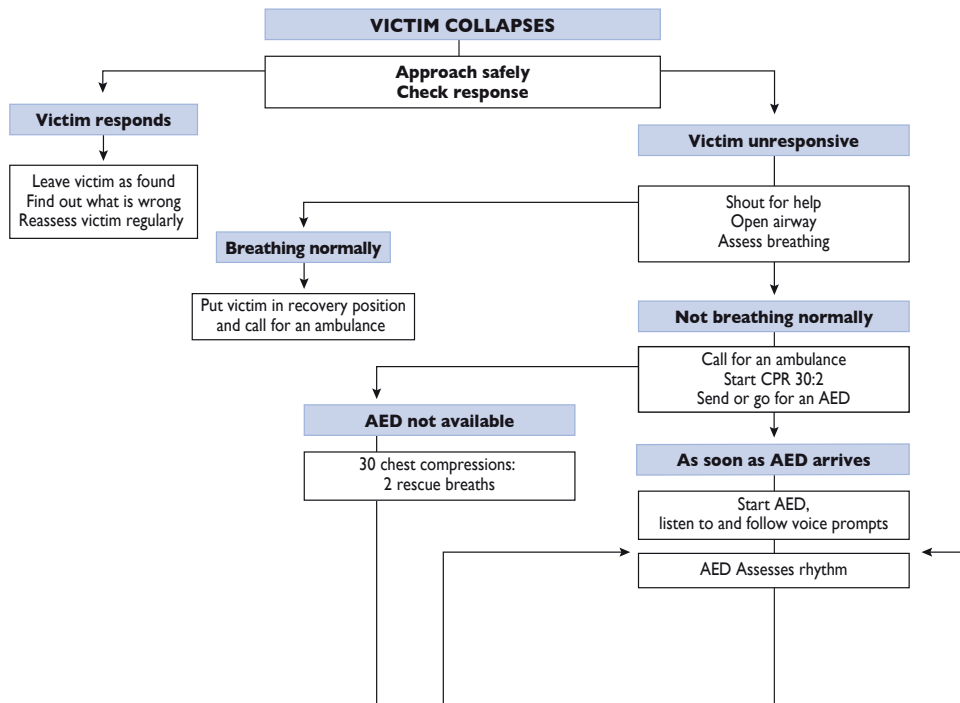 VICTIM COLLAPSES
Approach safely
Check response
Victim responds
Leave victim as found
Find out what is wrong
Reassess victim regularly
Victim unresponsive
Shout for help
Open airway
Assess breathing
Breathing normally
Put victim in recovery position
and call for an ambulance
Not breathing normally
Call for an ambulance
Start CPR 30:2
Send or go for an AED
AED not available
30 chest compressions:
2 rescue breaths
As soon as AED arrives
Start AED,
listen to and follow voice prompts
AED Assesses rhythm